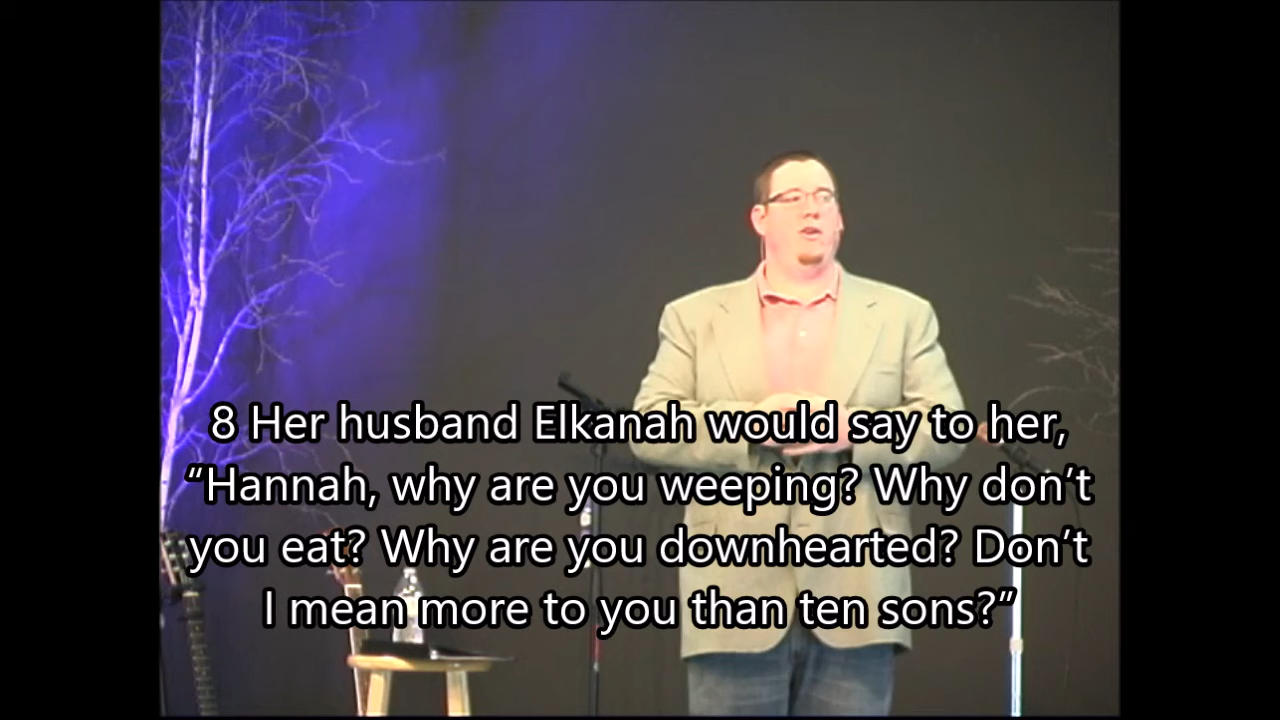 8 Her husband Elkanah would say to her,
“Hannah, why are you weeping? Why don’t
you eat? Why are you downhearted? Don’t
I mean more to you than ten sons?”